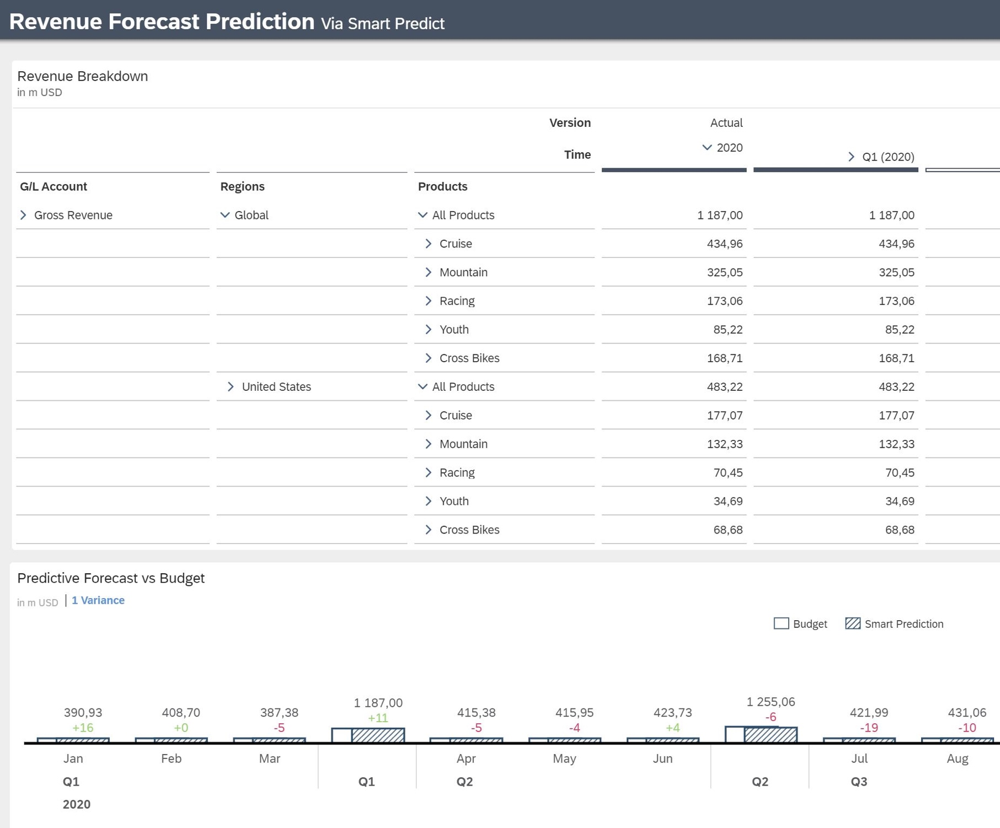 Revenue Forecast Prediction Via Smart Predict
Revenue Breakdown
in m USD
Version Actual
Time 2020 Q1 (2020)
G/L Account Regions Products
Gross Revenue Global All Products 1 187,00 1 187,00
Cruise 434,96 434,96
Mountain 325,05 325,05
Racing 173,06 173,06
Youth 85,22 85,22
Cross Bikes 168,71 168,71
United States All Products 483,22 483,22
Cruise 177,07 177,07
Mountain 132,33 132,33
Racing 70,45 70,45
Youth 34,69 34,69
Cross Bikes 68,68 68,68
Predictive Forecast vs Budget
in m USD | 1 Variance
Budget Smart Prediction
390,93 408,70 387,38 1 187,00 415,38 415,95 423,73 1 255,06 421,99 431,06
+16 +0 -5 +11 -5 -4 +4 -6 -19 -10
Jan Feb Mar Apr May Jun Jul Aug
Q1 Q1 Q2 Q2 Q3
2020